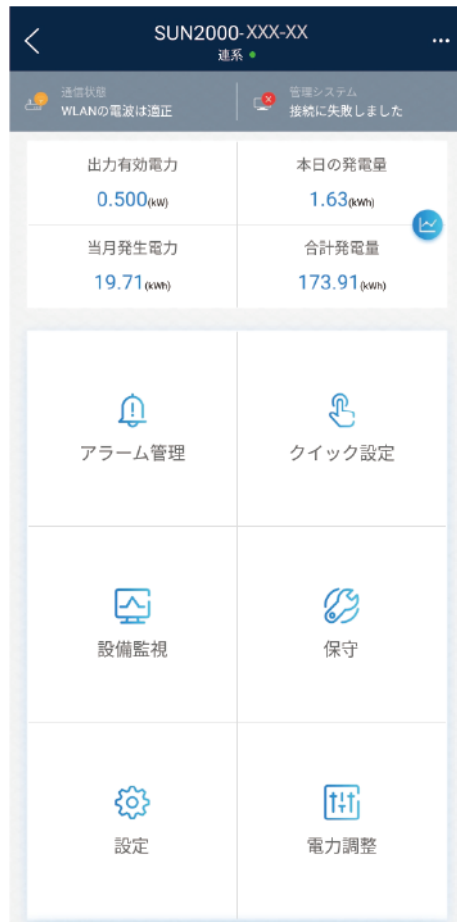 SUN2000-XXX-XX
連系
通信状態
WLANの電波は適正
管理システム
接続に失敗しました
出力有効電力
0.500(kW)
本日の発電量
1.63(kWh)
当月発生電力
19.71(kWh)
合計発電量
173.91(kWh)
アラーム管理
クイック設定
設備監視
保守
設定
電力調整